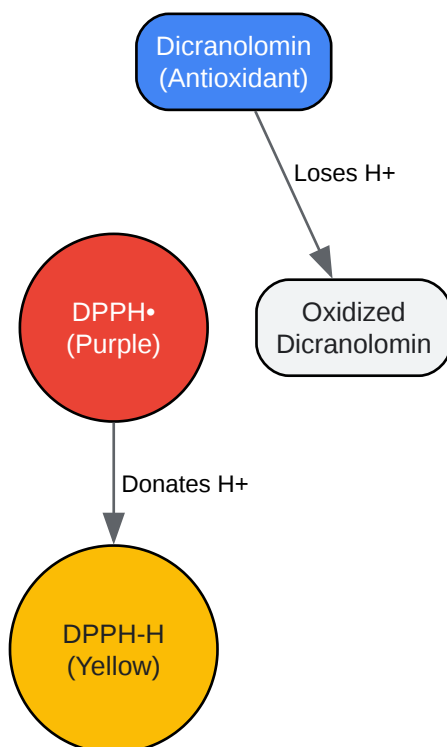 Dicranolomin
(Antioxidant)
Loses H+
DPPH•
(Purple)
Oxidized
Dicranolomin
Donates H+
DPPH-H
(Yellow)